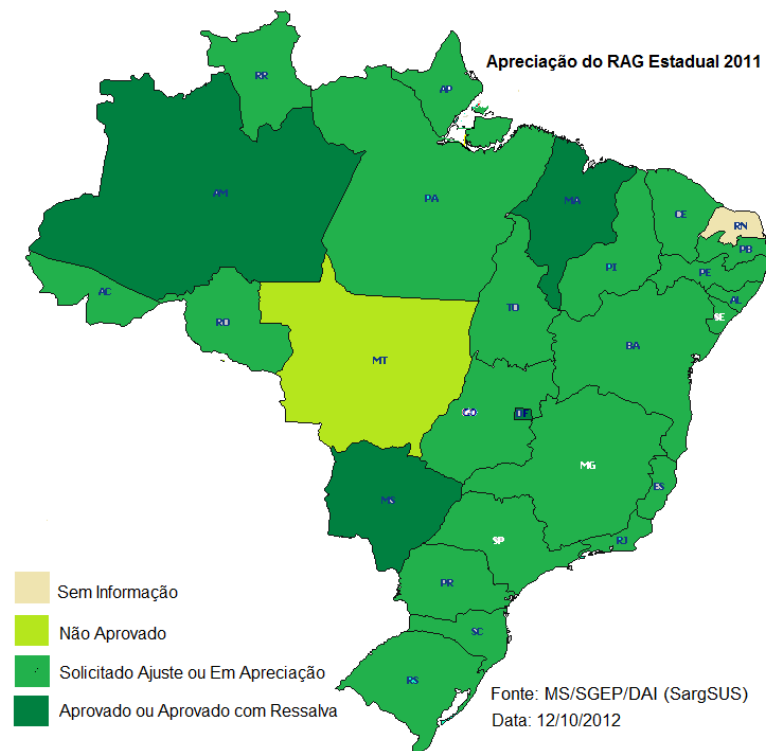 Apreciação do RAG Estadual 2011
RR
AP
AM
PA
MA
CE
RN
PB
PI
PE
AC
AL
TO
SE
RO
BA
MT
GO
DF
MG
ES
MS
SP
RJ
PR
SC
RS
Sem Informação
Não Aprovado
Solicitado Ajuste ou Em Apreciação
Aprovado ou Aprovado com Ressalva
Fonte: MS/SGEP/DAI (SargSUS)
Data: 12/10/2012